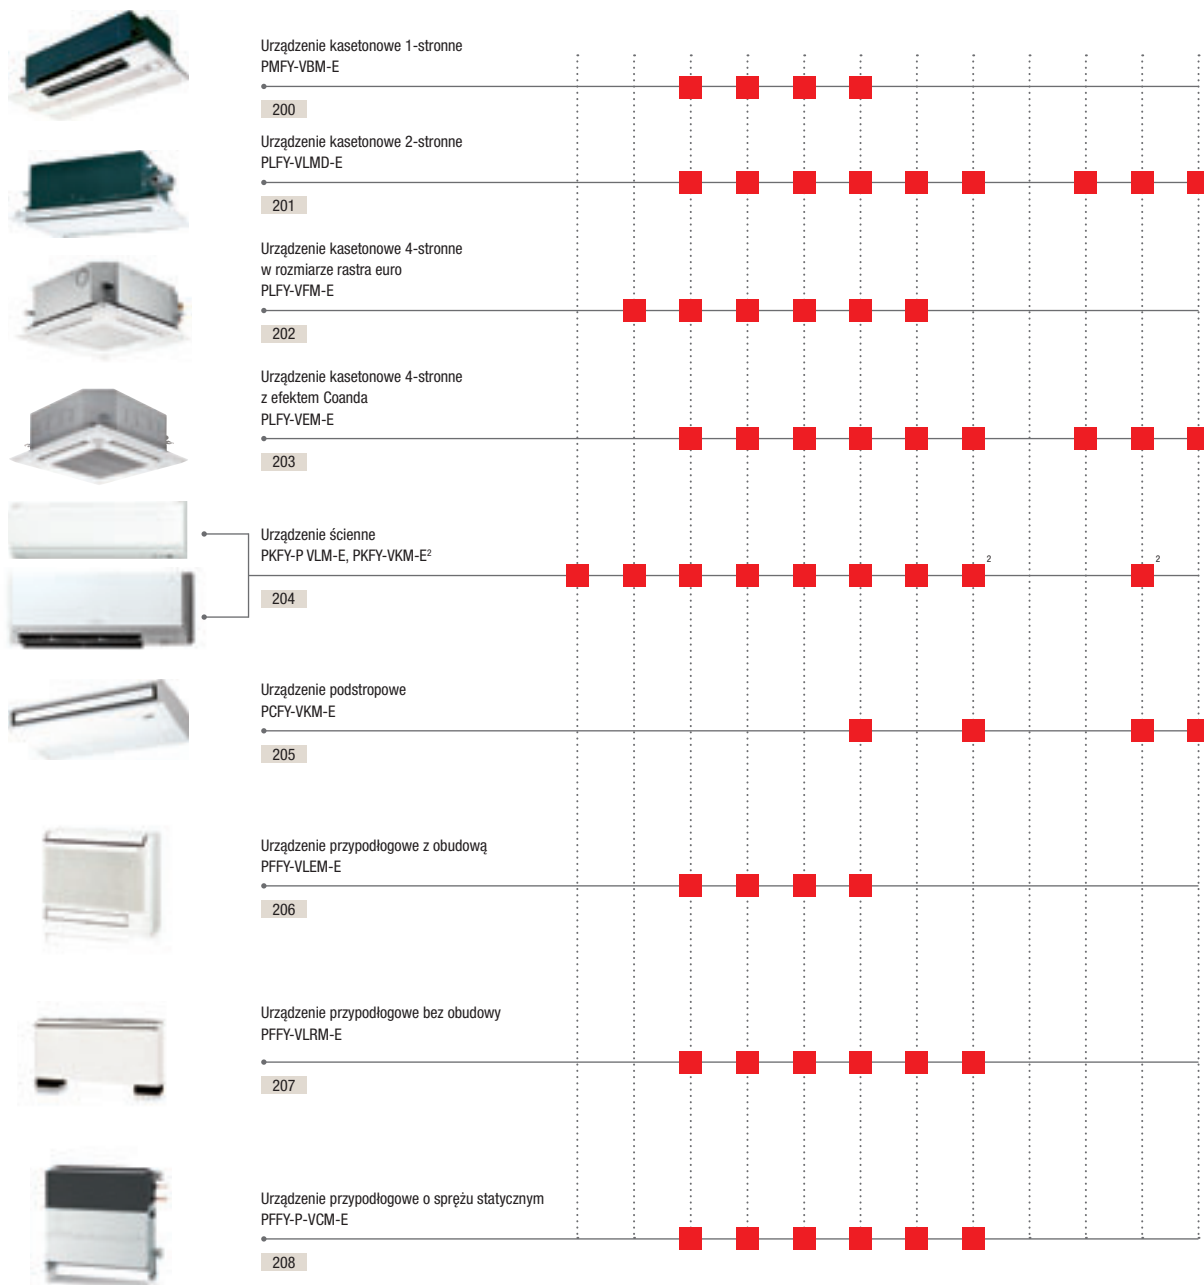 Urządzenie kasetonowe 1-stronne
PMFY-VBM-E
200
Urządzenie kasetonowe 2-stronne
PLFY-VLMD-E
201
Urządzenie kasetonowe 4-stronne
w rozmiarze rastra euro
PLFY-VFM-E
202
Urządzenie kasetonowe 4-stronne
z efektem Coanda
PLFY-VEM-E
203
Urządzenie ścienne
PKFY-P VLM-E, PKFY-VKM-E²
2 2
204
Urządzenie podstropowe
PCFY-VKM-E
205
Urządzenie przypodłogowe z obudową
PFFY-VLEM-E
206
Urządzenie przypodłogowe bez obudowy
PFFY-VLRM-E
207
Urządzenie przypodłogowe o sprężu statycznym
PFFY-P-VCM-E
208